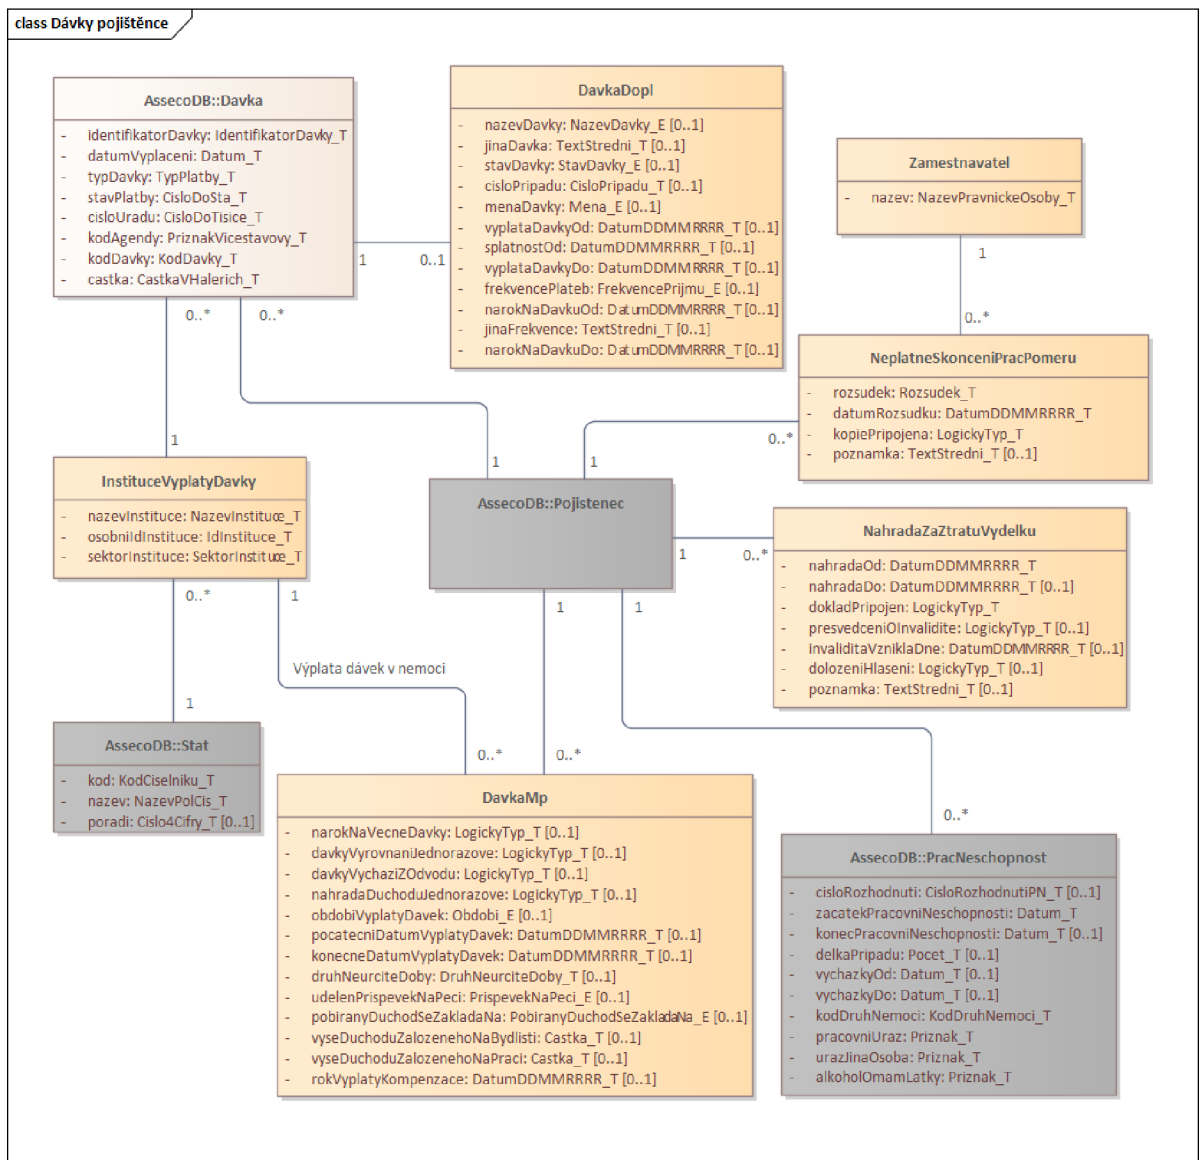 class Dávky pojištěnce
AssecoDB::Davka
- identifikatorDavky: IdentifikatorDavky_T
- datumVyplaceni: Datum_T
- typDavky: TypPlatby_T
- stavPlatby: CisloDoSta_T
- cisloUradu: CisloDoTisice_T
- kodAgendy: PriznakVicestavovy_T
- kodDavky: KodDavky_T
- castka: CastkaVHalerich_T
DavkaDopl
- nazevDavky: NazevDavky_E [0..1]
- jinaDavka: TextStredni_T [0..1]
- stavDavky: StavDavky_E [0..1]
- cisloPripadu: CisloPripadu_T [0..1]
- menaDavky: Mena_E [0..1]
- vyplataDavkyOd: DatumDDMMRRRR_T [0..1]
- splatnostOd: DatumDDMMRRRR_T [0..1]
- vyplataDavkyDo: DatumDDMMRRRR_T [0..1]
- frekvencePlateb: FrekvencePrijmu_E [0..1]
- narokNaDavkuOd: DatumDDMMRRRR_T [0..1]
- jinaFrekvence: TextStredni_T [0..1]
- narokNaDavkuDo: DatumDDMMRRRR_T [0..1]
Zamestnavatel
- nazev: NazevPravnickeOsoby_T
1
0..1
1
0..*
0..*
0..*
NeplatneSkonceniPracPomeru
- rozsudek: Rozsudek_T
- datumRozsudku: DatumDDMMRRRR_T
- kopiePripojena: LogickyTyp_T
- poznamka: TextStredni_T [0..1]
0..*
1
1
1
InstituceVyplatyDavky
- nazevInstituce: NazevInstituce_T
- osobniIdInstituce: IdInstituce_T
- sektorInstituce: SektorInstituce_T
AssecoDB::Pojistenec
NahradaZaZtratuVydelku
- nahradaOd: DatumDDMMRRRR_T
- nahradaDo: DatumDDMMRRRR_T [0..1]
- dokladPripojen: LogickyTyp_T
- presvedceniOInvalidite: LogickyTyp_T [0..1]
- invaliditaVzniklaDne: DatumDDMMRRRR_T [0..1]
- dolozeniHlaseni: LogickyTyp_T [0..1]
- poznamka: TextStredni_T [0..1]
1
0..*
0..*
1
1
1
Výplata dávek v nemoci
1
AssecoDB::Stat
- kod: KodCiselniku_T
- nazev: NazevPolCis_T
- poradi: Cislo4Cifry_T [0..1]
0..*
0..*
DavkaMp
- narokNaVecneDavky: LogickyTyp_T [0..1]
- davkyVyrovnaniJednorazove: LogickyTyp_T [0..1]
- davkyVychaziZOdvodu: LogickyTyp_T [0..1]
- nahradaDuchoduJednorazove: LogickyTyp_T [0..1]
- obdobiVyplatyDavek: Obdobi_E [0..1]
- pocatecniDatumVyplatyDavek: DatumDDMMRRRR_T [0..1]
- konecneDatumVyplatyDavek: DatumDDMMRRRR_T [0..1]
- druhNeurciteDoby: DruhNeurciteDoby_T [0..1]
- udelenPrispevekNaPeci: PrispevekNaPeci_E [0..1]
- pobiranyDuchodSeZakladaNa: PobiranyDuchodSeZakladaNa_E [0..1]
- vyseDuchoduZalozenehoNaBydlisti: Castka_T [0..1]
- vyseDuchoduZalozenehoNaPraci: Castka_T [0..1]
- rokVyplatyKompenzace: DatumDDMMRRRR_T [0..1]
0..*
AssecoDB::PracNeschopnost
- cisloRozhodnuti: CisloRozhodnutiPN_T [0..1]
- zacatekPracovniNeschopnosti: Datum_T
- konecPracovniNeschopnosti: Datum_T [0..1]
- delkaPripadu: Pocet_T [0..1]
- vychazkyOd: Datum_T [0..1]
- vychazkyDo: Datum_T [0..1]
- kodDruhNemoci: KodDruhNemoci_T
- pracovniUraz: Priznak_T
- urazJinaOsoba: Priznak_T
- alkoholOmamLatky: Priznak_T